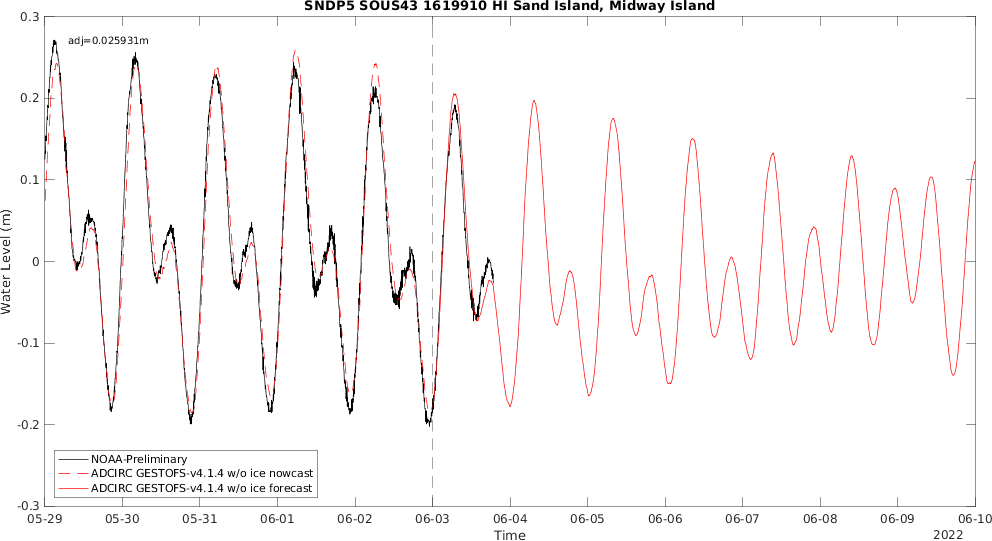 SNDP5 SOUS43 1619910 HI Sand Island, Midway Island
adj=0.025931m
Water Level (m)
0.3
0.2
0.1
0
-0.1
-0.2
-0.3
NOAA-Preliminary
ADCIRC GESTOFS-v4.1.4 w/o ice nowcast
ADCIRC GESTOFS-v4.1.4 w/o ice forecast
05-29 05-30 05-31 06-01 06-02 06-03 06-04 06-05 06-06 06-07 06-08 06-09 06-10
Time
2022